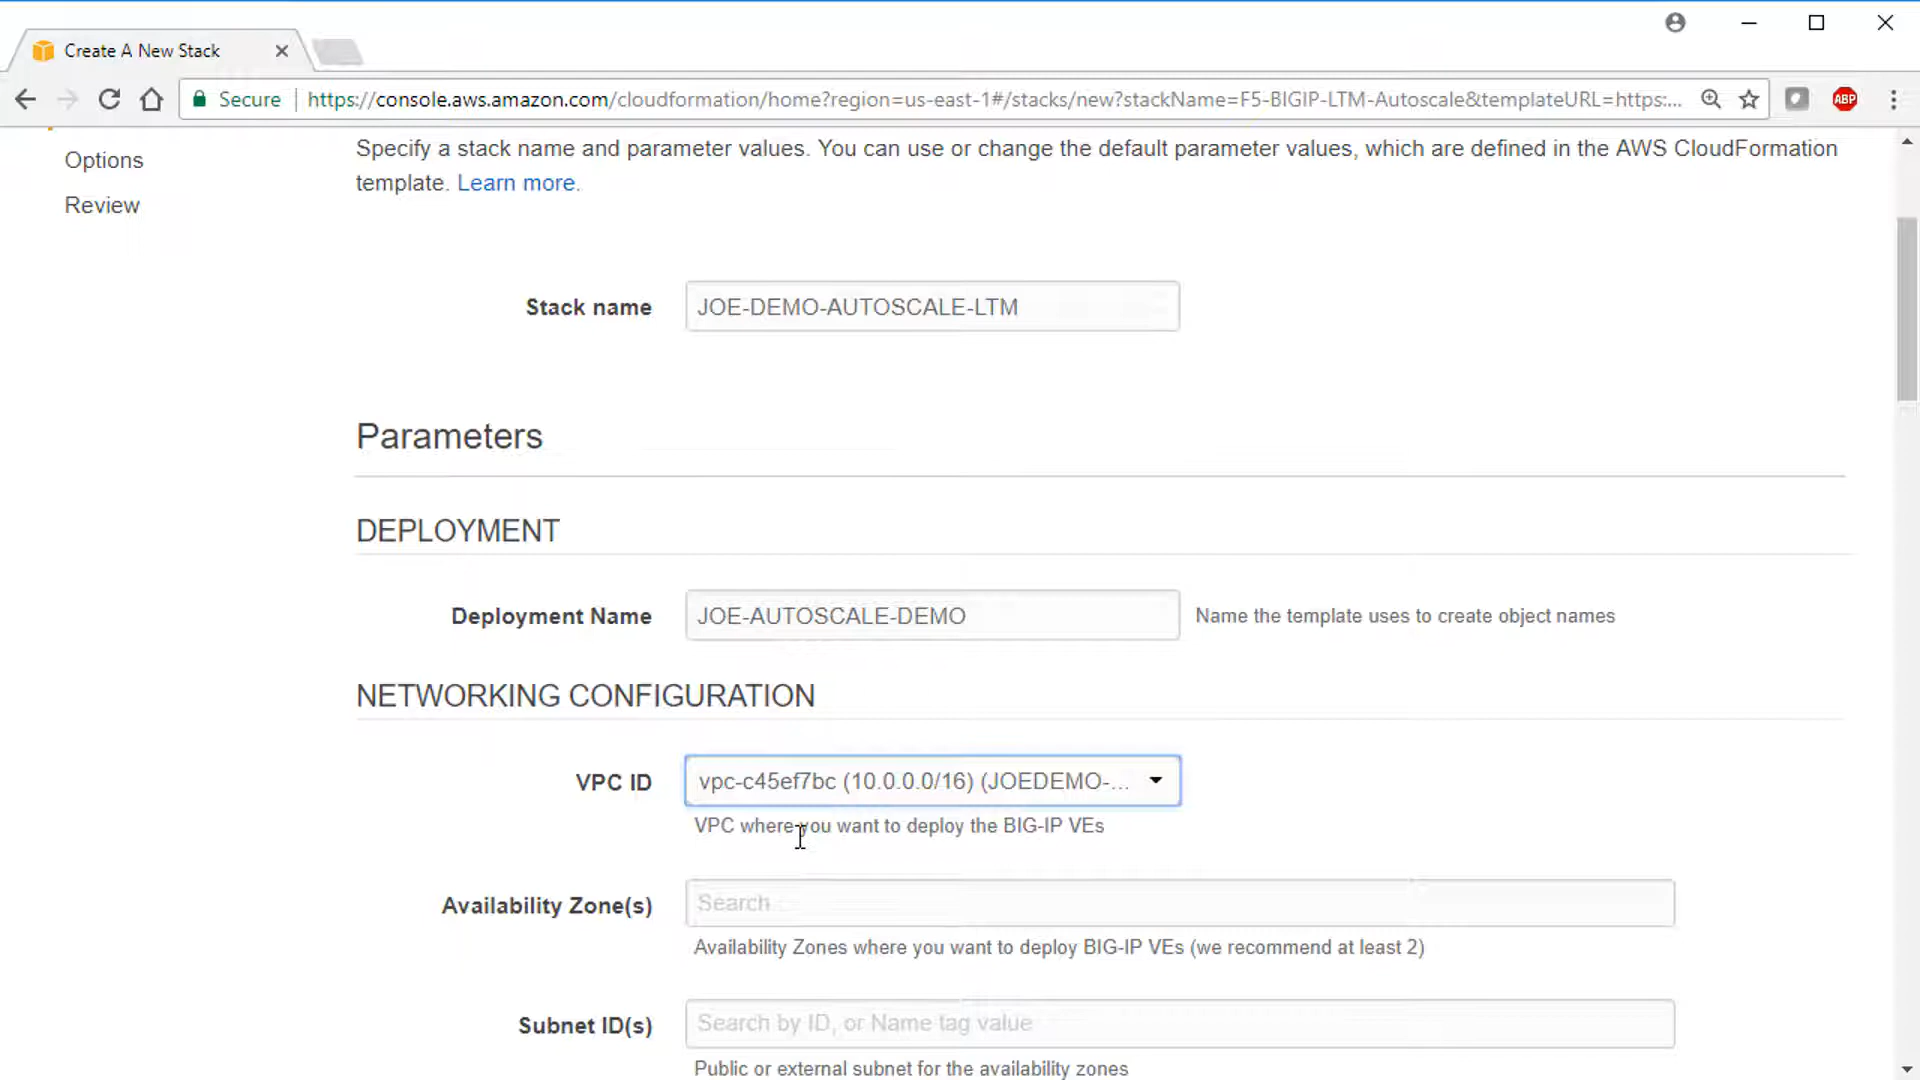 Create A New Stack
Secure
https://console.aws.amazon.com/cloudformation/home?region=us-east-1#/stacks/new?stackName=F5-BIGIP-LTM-Autoscale&templateURL=https:...
ABP
Options
Review
Specify a stack name and parameter values. You can use or change the default parameter values, which are defined in the AWS CloudFormation
template. Learn more.
Stack name
JOE-DEMO-AUTOSCALE-LTM
Parameters
DEPLOYMENT
Deployment Name
JOE-AUTOSCALE-DEMO
Name the template uses to create object names
NETWORKING CONFIGURATION
VPC ID
vpc-c45ef7bc (10.0.0.0/16) (JOEDEMO-...
VPC where you want to deploy the BIG-IP VEs
Availability Zone(s)
Search
Availability Zones where you want to deploy BIG-IP VEs (we recommend at least 2)
Subnet ID(s)
Search by ID, or Name tag value
Public or external subnet for the availability zones